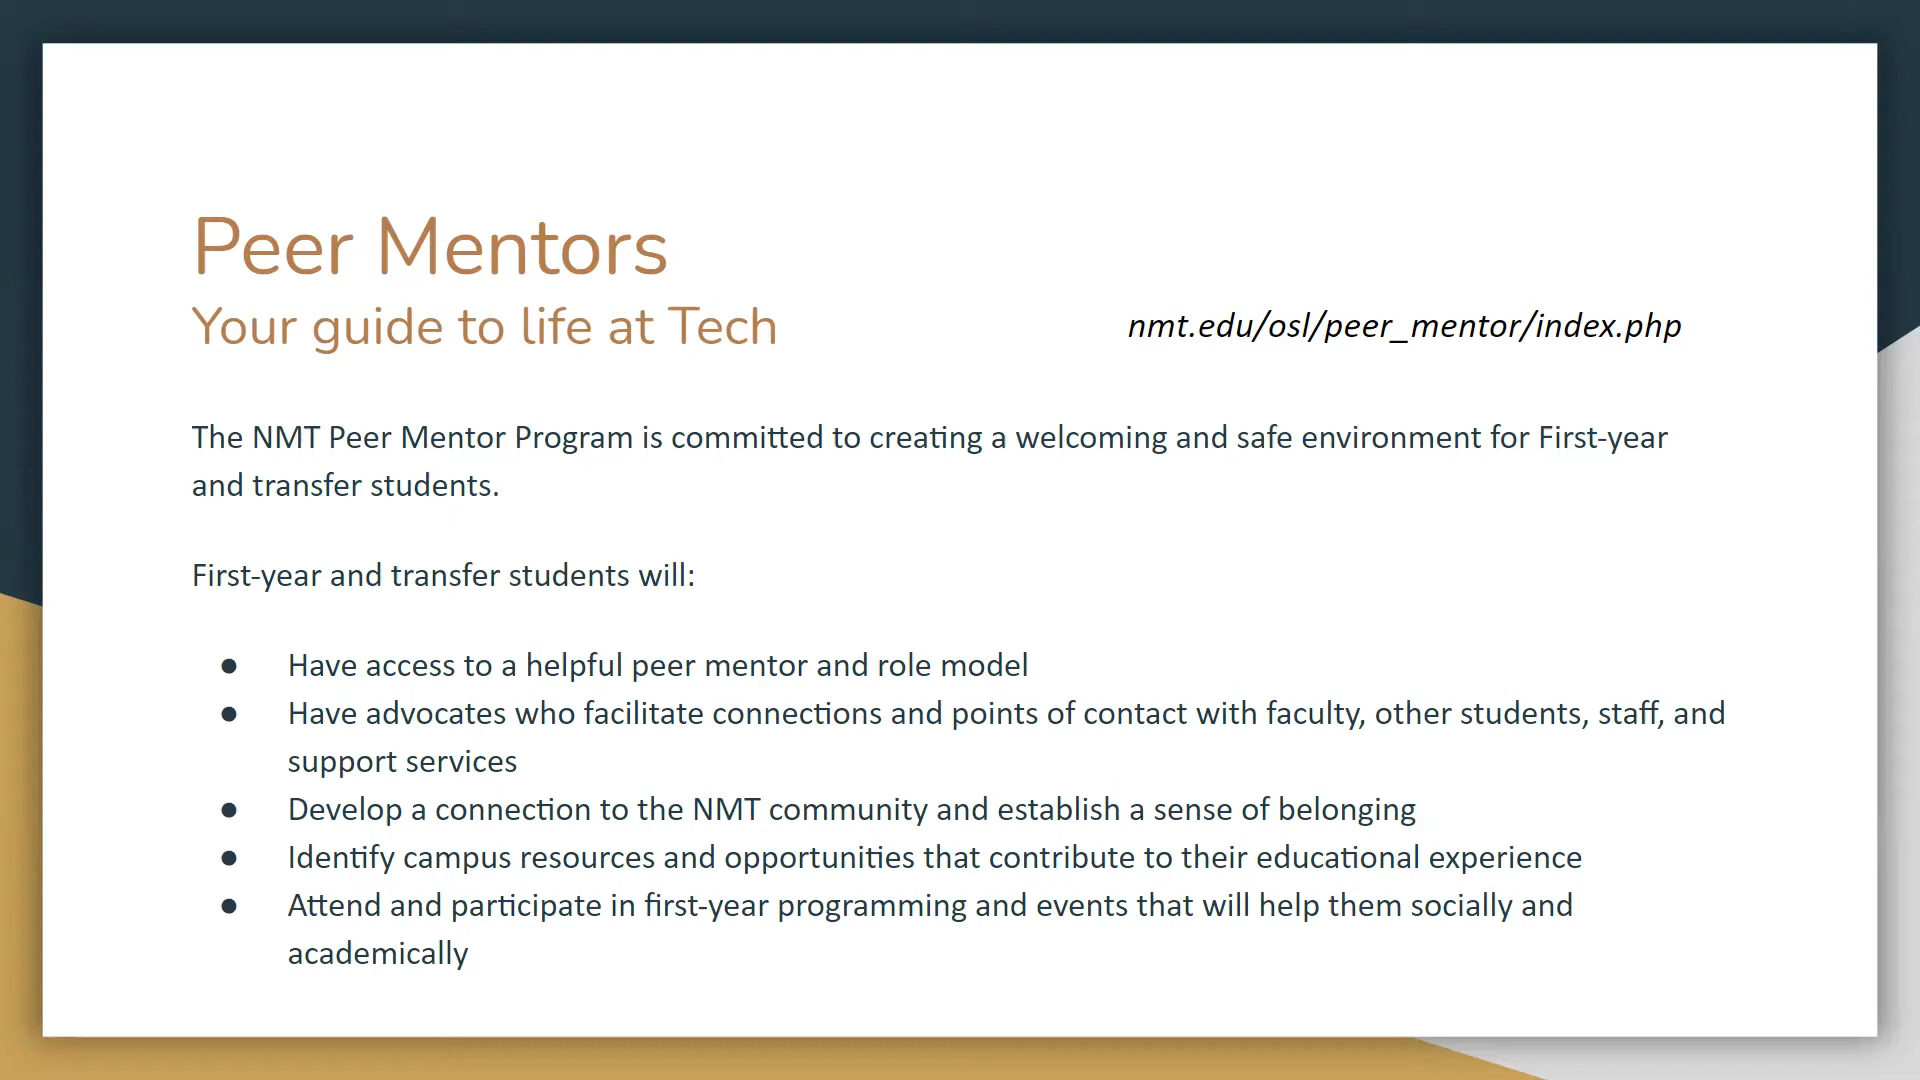 Peer Mentors
Your guide to life at Tech
nmt.edu/osl/peer_mentor/index.php
The NMT Peer Mentor Program is committed to creating a welcoming and safe environment for First-year
and transfer students.
First-year and transfer students will:
● Have access to a helpful peer mentor and role model
● Have advocates who facilitate connections and points of contact with faculty, other students, staff, and
support services
● Develop a connection to the NMT community and establish a sense of belonging
● Identify campus resources and opportunities that contribute to their educational experience
● Attend and participate in first-year programming and events that will help them socially and
academically